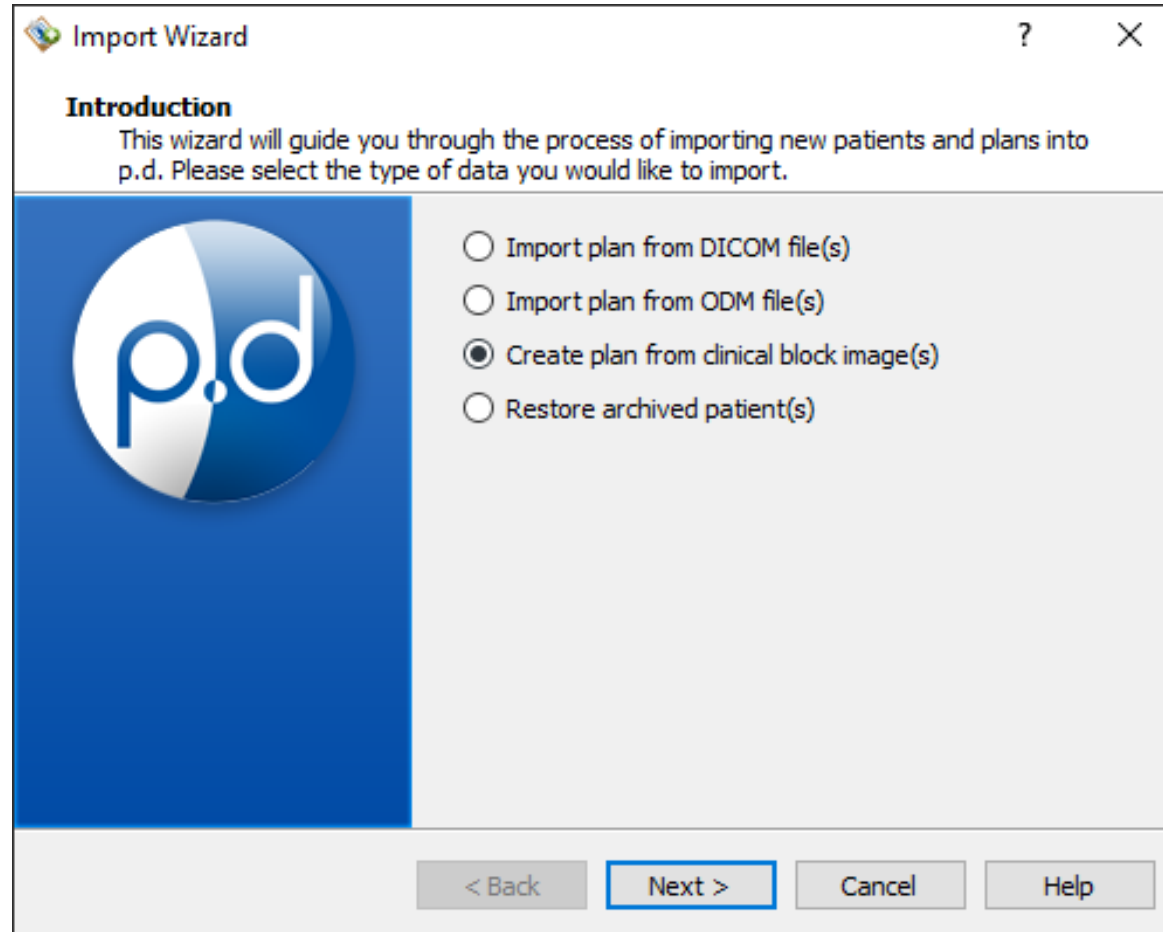 Import Wizard
Introduction
This wizard will guide you through the process of importing new patients and plans into
p.d. Please select the type of data you would like to import.
p.d
Import plan from DICOM file(s)
Import plan from ODM file(s)
Create plan from clinical block image(s)
Restore archived patient(s)
< Back
Next >
Cancel
Help